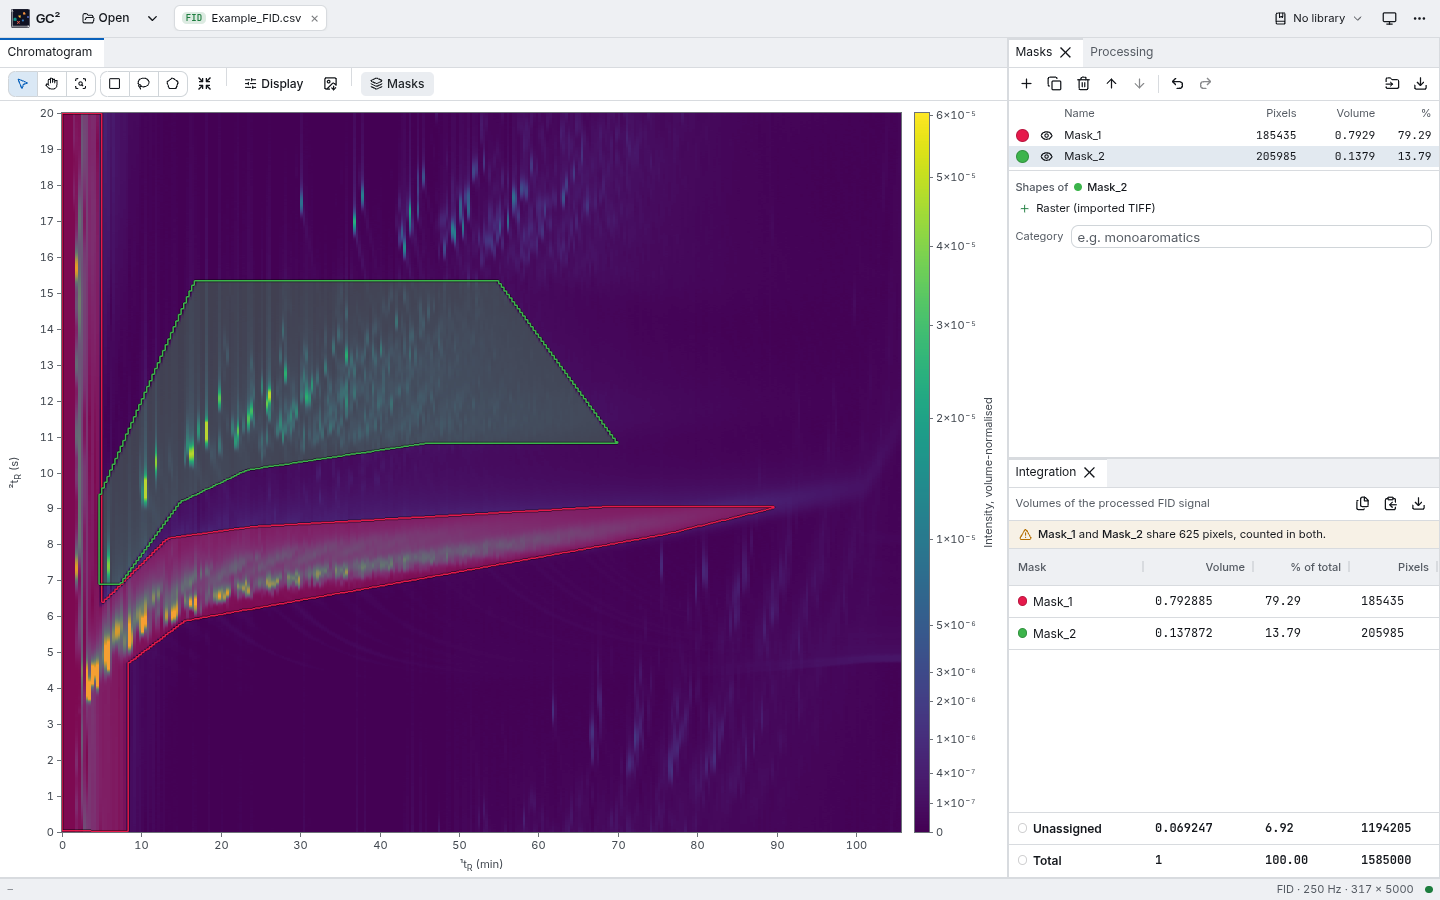 GC² Open FID Example_FID.csv × No library
Chromatogram
Masks Processing
Display Masks
Name Pixels Volume %
Mask_1 185435 0.7929 79.29
Mask_2 205985 0.1379 13.79
Shapes of Mask_2
+ Raster (imported TIFF)
Category e.g. monoaromatics
20
19
18
17
16
15
14
13
12
11
10
9
8
7
6
5
4
3
2
1
0
²tR (s)
0 10 20 30 40 50 60 70 80 90 100
¹tR (min)
6×10⁻⁵
5×10⁻⁵
4×10⁻⁵
3×10⁻⁵
2×10⁻⁵
1×10⁻⁵
5×10⁻⁶
3×10⁻⁶
2×10⁻⁶
1×10⁻⁶
4×10⁻⁷
1×10⁻⁷
0
Intensity, volume-normalised
Integration
Volumes of the processed FID signal
Mask_1 and Mask_2 share 625 pixels, counted in both.
Mask Volume % of total Pixels
Mask_1 0.792885 79.29 185435
Mask_2 0.137872 13.79 205985
Unassigned 0.069247 6.92 1194205
Total 1 100.00 1585000
– FID · 250 Hz · 317 × 5000